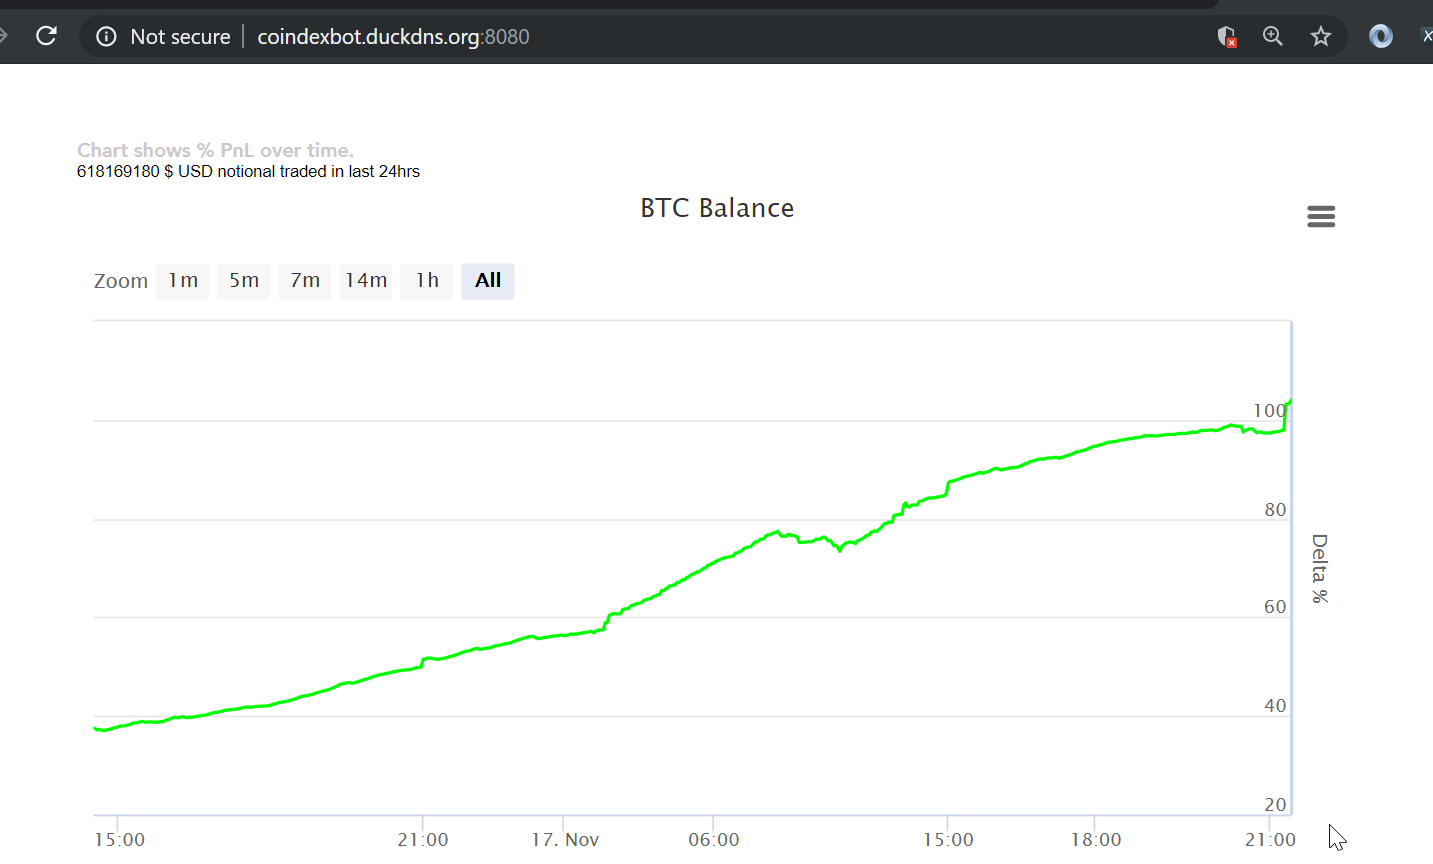 Not secure coindexbot.duckdns.org:8080
Chart shows % PnL over time.
618169180 $ USD notional traded in last 24hrs
BTC Balance
Zoom 1m 5m 7m 14m 1h All
100
80
Delta %
60
40
20
15:00 21:00 17. Nov 06:00 15:00 18:00 21:00